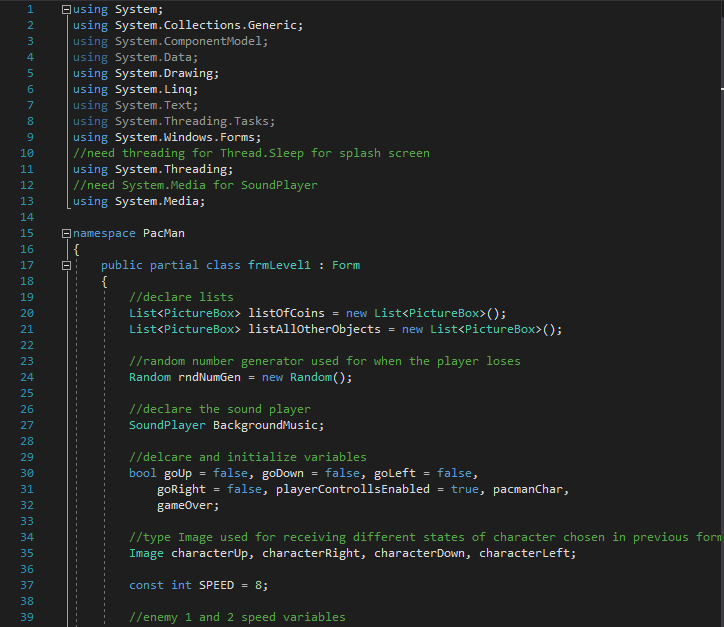 1 using System;
2 using System.Collections.Generic;
3 using System.ComponentModel;
4 using System.Data;
5 using System.Drawing;
6 using System.Linq;
7 using System.Text;
8 using System.Threading.Tasks;
9 using System.Windows.Forms;
10 //need threading for Thread.Sleep for splash screen
11 using System.Threading;
12 //need System.Media for SoundPlayer
13 using System.Media;
14
15 namespace PacMan
16 {
17 public partial class frmLevel1 : Form
18 {
19 //declare lists
20 List<PictureBox> listOfCoins = new List<PictureBox>();
21 List<PictureBox> listAllOtherObjects = new List<PictureBox>();
22
23 //random number generator used for when the player loses
24 Random rndNumGen = new Random();
25
26 //declare the sound player
27 SoundPlayer BackgroundMusic;
28
29 //delcare and initialize variables
30 bool goUp = false, goDown = false, goLeft = false,
31 goRight = false, playerControllsEnabled = true, pacmanChar,
32 gameOver;
33
34 //type Image used for receiving different states of character chosen in previous form
35 Image characterUp, characterRight, characterDown, characterLeft;
36
37 const int SPEED = 8;
38
39 //enemy 1 and 2 speed variables